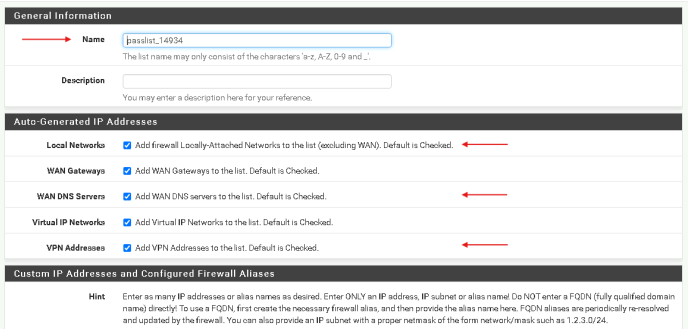 General Information
Name
passlist_14934
The list name may only consist of the characters 'a-z, A-Z, 0-9 and _'.
Description
You may enter a description here for your reference.
Auto-Generated IP Addresses
Local Networks
Add firewall Locally-Attached Networks to the list (excluding WAN). Default is Checked.
WAN Gateways
Add WAN Gateways to the list. Default is Checked.
WAN DNS Servers
Add WAN DNS servers to the list. Default is Checked.
Virtual IP Networks
Add Virtual IP Networks to the list. Default is Checked.
VPN Addresses
Add VPN Addresses to the list. Default is Checked.
Custom IP Addresses and Configured Firewall Aliases
Hint
Enter as many IP addresses or alias names as desired. Enter ONLY an IP address, IP subnet or alias name! Do NOT enter a FQDN (fully qualified domain
name) directly! To use a FQDN, first create the necessary firewall alias, and then provide the alias name here. FQDN aliases are periodically re-resolved
and updated by the firewall. You can also provide an IP subnet with a proper netmask of the form network/mask such as 1.2.3.0/24.